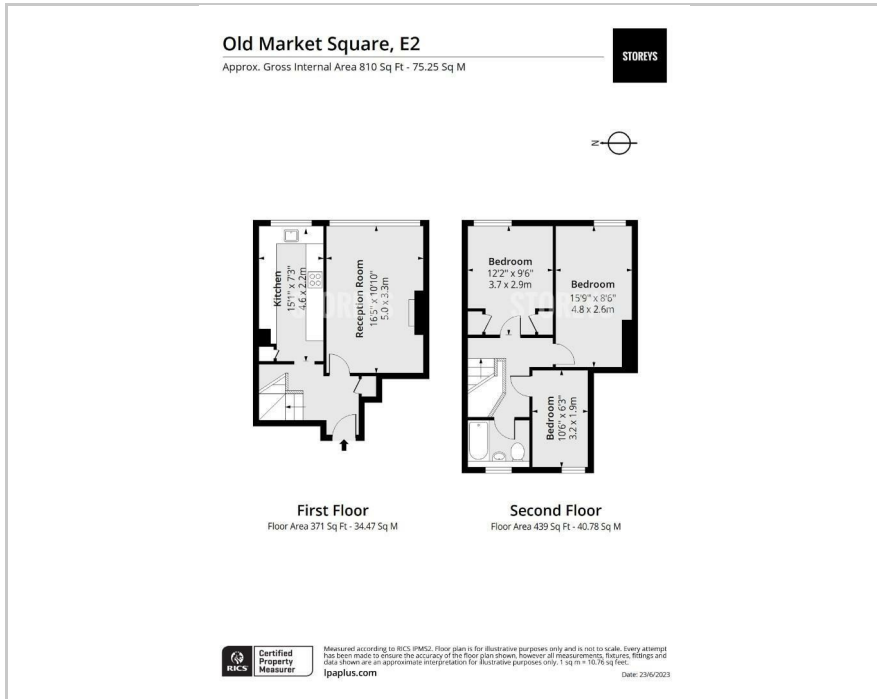 Old Market Square, E2
Approx. Gross Internal Area 810 Sq Ft - 75.25 Sq M
STOREYS
N
Kitchen
15'1" x 7'3"
4.6 x 2.2m
Reception Room
16'5" x 10'10"
5.0 x 3.3m
STOREYS
Bedroom
12'2" x 9'6"
3.7 x 2.9m
Bedroom
15'9" x 8'6"
4.8 x 2.6m
STOREYS
Bedroom
10'6" x 6'3"
3.2 x 1.9m
First Floor
Floor Area 371 Sq Ft - 34.47 Sq M
Second Floor
Floor Area 439 Sq Ft - 40.78 Sq M
RICS
Certified
Property
Measurer
Measured according to RICS IPMS2. Floor plan is for illustrative purposes only and is not to scale. Every attempt
has been made to ensure the accuracy of the floor plan shown, however all measurements, fixtures, fittings and
data shown are an approximate interpretation for illustrative purposes only. 1 sq m = 10.76 sq feet.
lpaplus.com
Date: 23/6/2023